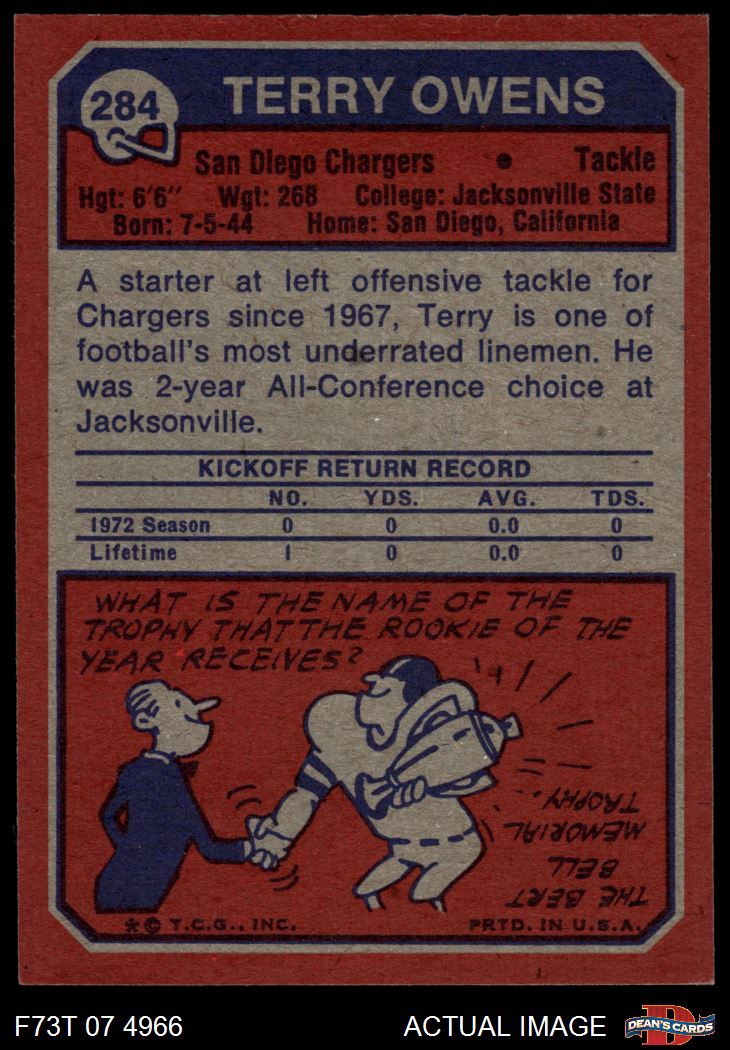 284
TERRY OWENS
San Diego Chargers • Tackle
Hgt: 6'6" Wgt: 268 College: Jacksonville State
Born: 7-5-44 Home: San Diego, California
A starter at left offensive tackle for
Chargers since 1967, Terry is one of
football's most underrated linemen. He
was 2-year All-Conference choice at
Jacksonville.
KICKOFF RETURN RECORD
NO. YDS. AVG. TDS.
1972 Season 0 0 0.0 0
Lifetime 1 0 0.0 0
WHAT IS THE NAME OF THE
TROPHY THAT THE ROOKIE OF THE
YEAR RECEIVES?
THE BERT
BELL
MEMORIAL
TROPHY.
*© T.C.G., INC. PRTD. IN U.S.A.
F73T 07 4966 ACTUAL IMAGE D DEAN'S CARDS